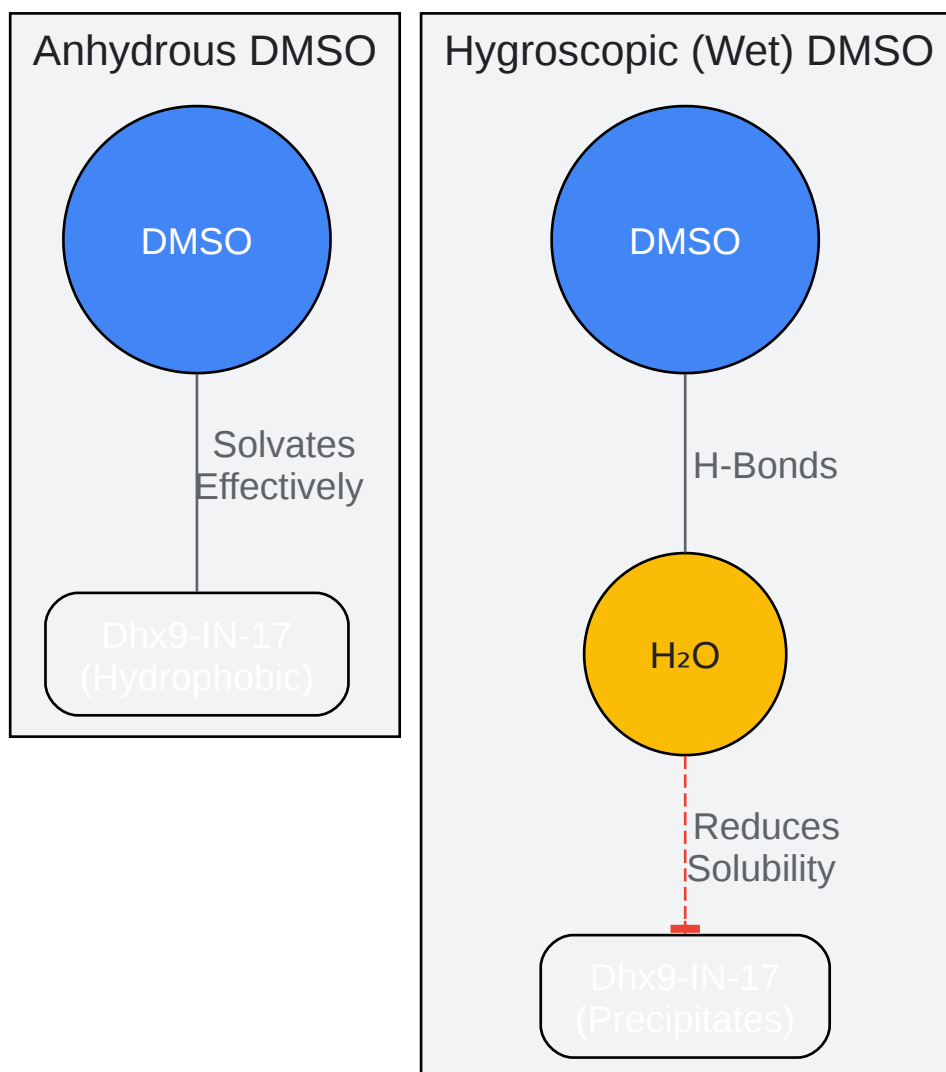 Anhydrous DMSO
DMSO
Solvates
Effectively
Dhx9-IN-17
(Hydrophobic)
Hygroscopic (Wet) DMSO
DMSO
H-Bonds
H₂O
Reduces
Solubility
Dhx9-IN-17
(Precipitates)